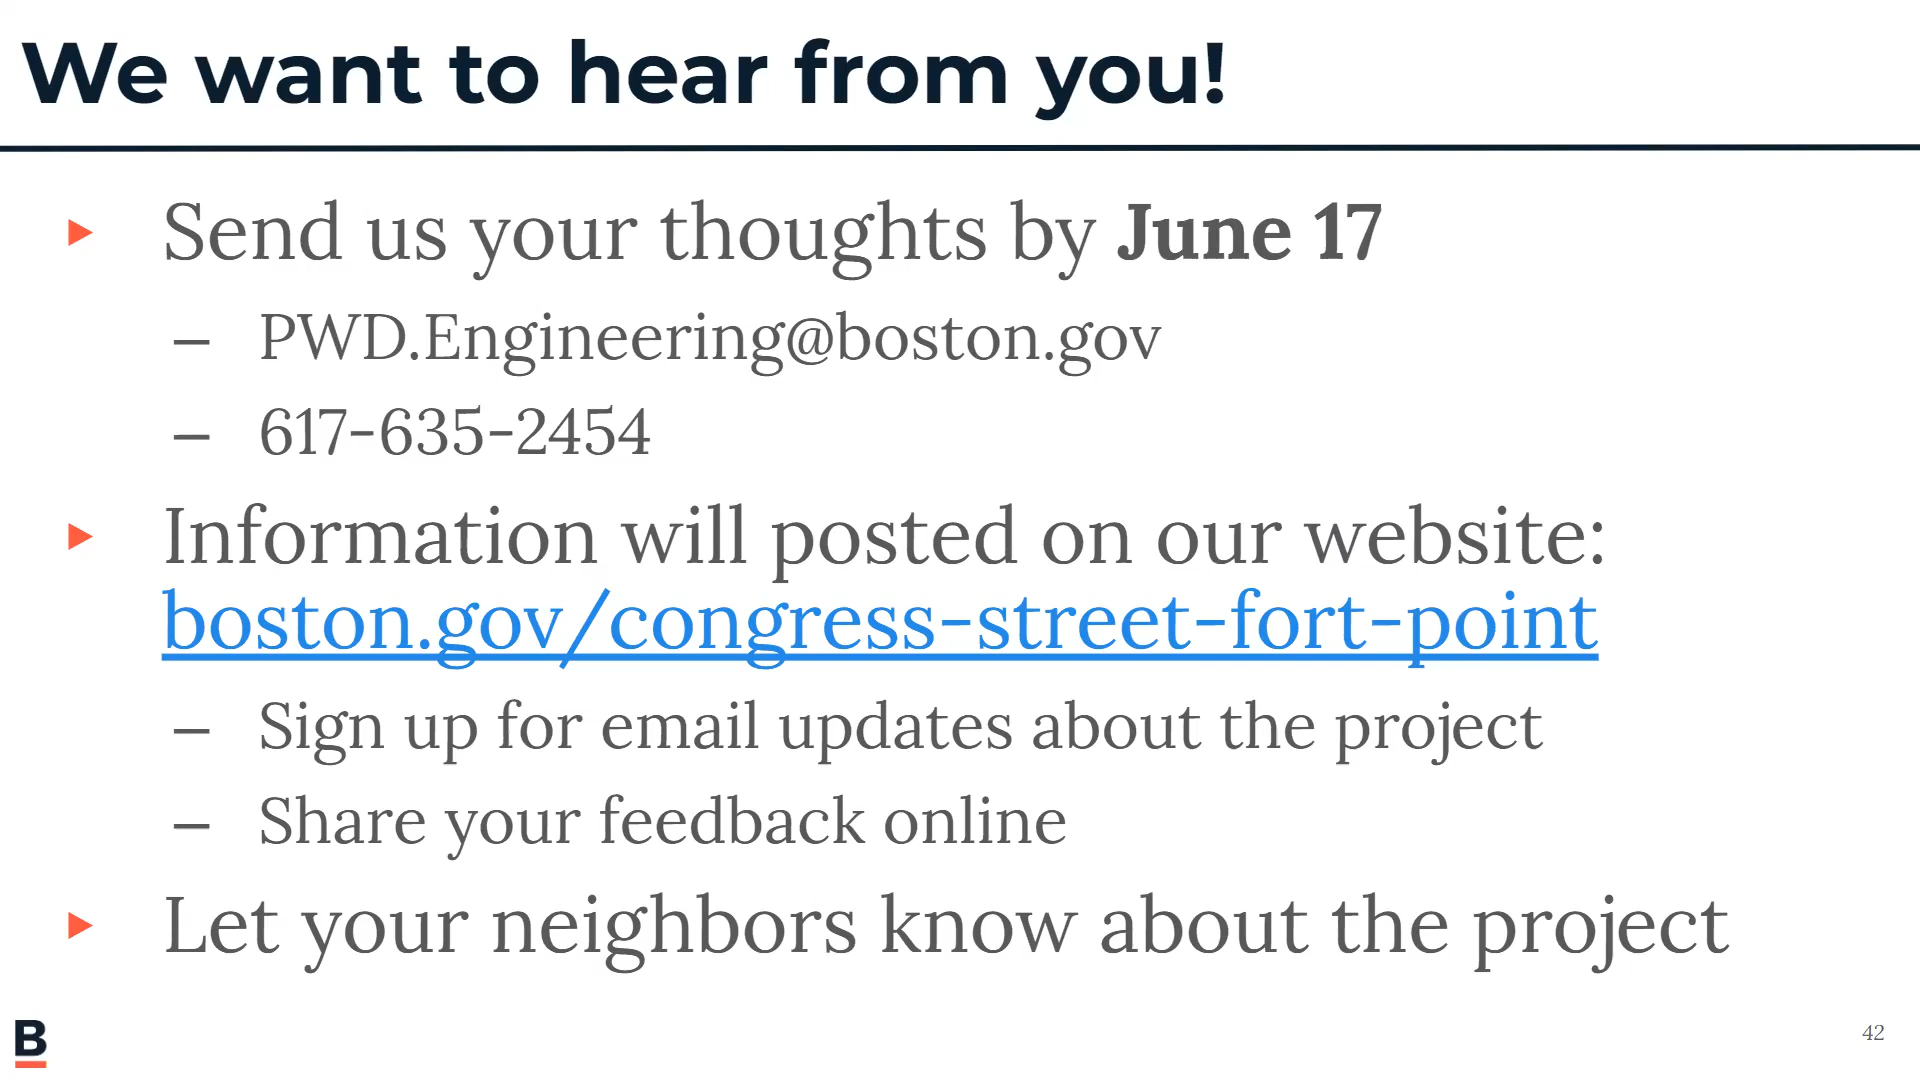 We want to hear from you!
▸ Send us your thoughts by June 17
– PWD.Engineering@boston.gov
– 617-635-2454
▸ Information will posted on our website:
boston.gov/congress-street-fort-point
– Sign up for email updates about the project
– Share your feedback online
▸ Let your neighbors know about the project
B
42